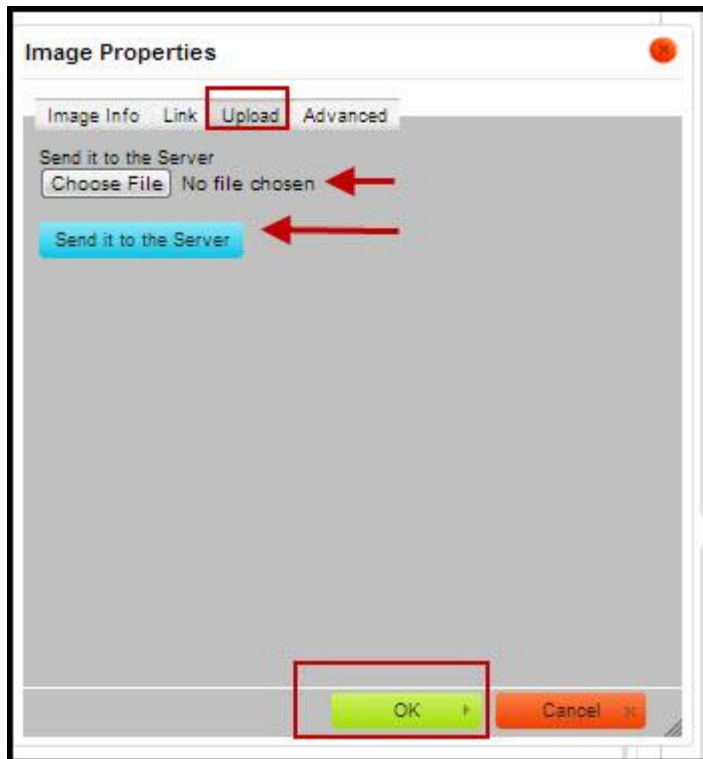 Image Properties
Image Info Link Upload Advanced
Send it to the Server
Choose File No file chosen
Send it to the Server
OK Cancel